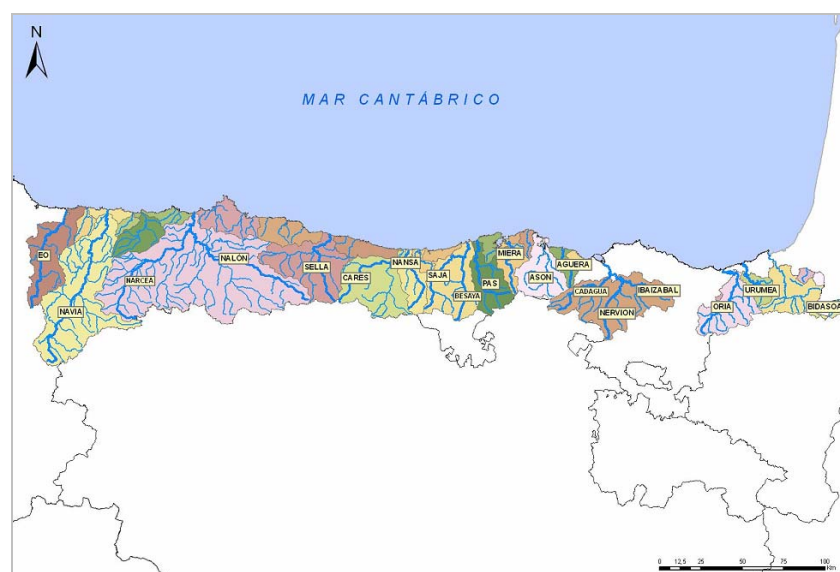 N
MAR CANTÁBRICO
EO
NAVIA
NARCEA
NALÓN
SELLA
CARES
NANSA
SAJA
BESAYA
PAS
MIERA
ASON
AGUERA
CADAGUA
NERVION
IBAIZABAL
ORIA
URUMEA
BIDASOA
0 12,5 25 50 75 100
Km